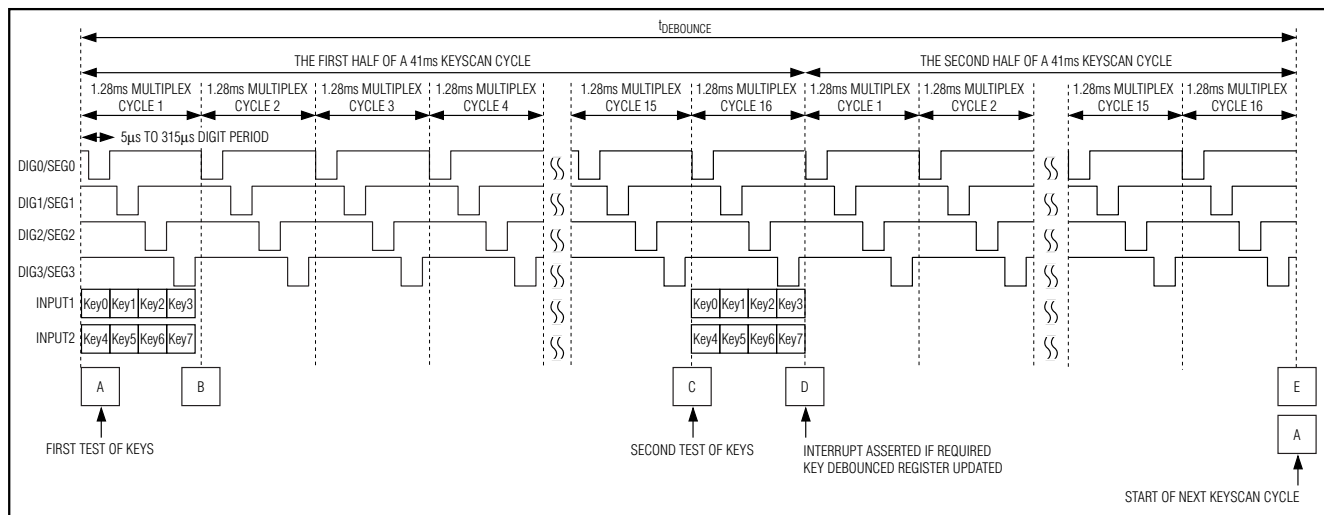 tDEBOUNCE
THE FIRST HALF OF A 41ms KEYSCAN CYCLE
THE SECOND HALF OF A 41ms KEYSCAN CYCLE
1.28ms MULTIPLEX
CYCLE 1
1.28ms MULTIPLEX
CYCLE 2
1.28ms MULTIPLEX
CYCLE 3
1.28ms MULTIPLEX
CYCLE 4
1.28ms MULTIPLEX
CYCLE 15
1.28ms MULTIPLEX
CYCLE 16
1.28ms MULTIPLEX
CYCLE 1
1.28ms MULTIPLEX
CYCLE 2
1.28ms MULTIPLEX
CYCLE 15
1.28ms MULTIPLEX
CYCLE 16
5µs TO 315µs DIGIT PERIOD
DIG0/SEG0
DIG1/SEG1
DIG2/SEG2
DIG3/SEG3
INPUT1
Key0 Key1 Key2 Key3
Key0 Key1 Key2 Key3
INPUT2
Key4 Key5 Key6 Key7
Key4 Key5 Key6 Key7
A
B
C
D
E
FIRST TEST OF KEYS
SECOND TEST OF KEYS
INTERRUPT ASSERTED IF REQUIRED
KEY DEBOUNCED REGISTER UPDATED
A
START OF NEXT KEYSCAN CYCLE